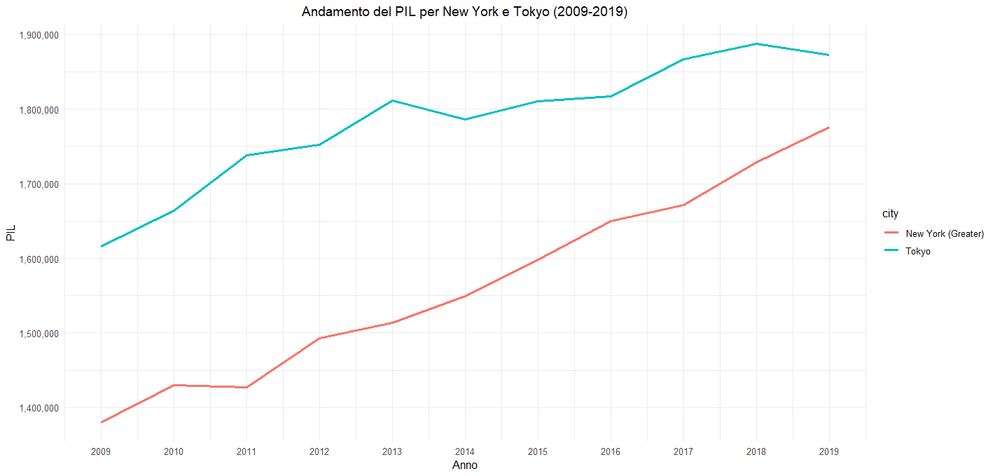 Andamento del PIL per New York e Tokyo (2009-2019)
PIL
1,900,000
1,800,000
1,700,000
1,600,000
1,500,000
1,400,000
2009 2010 2011 2012 2013 2014 2015 2016 2017 2018 2019
Anno
city
New York (Greater)
Tokyo